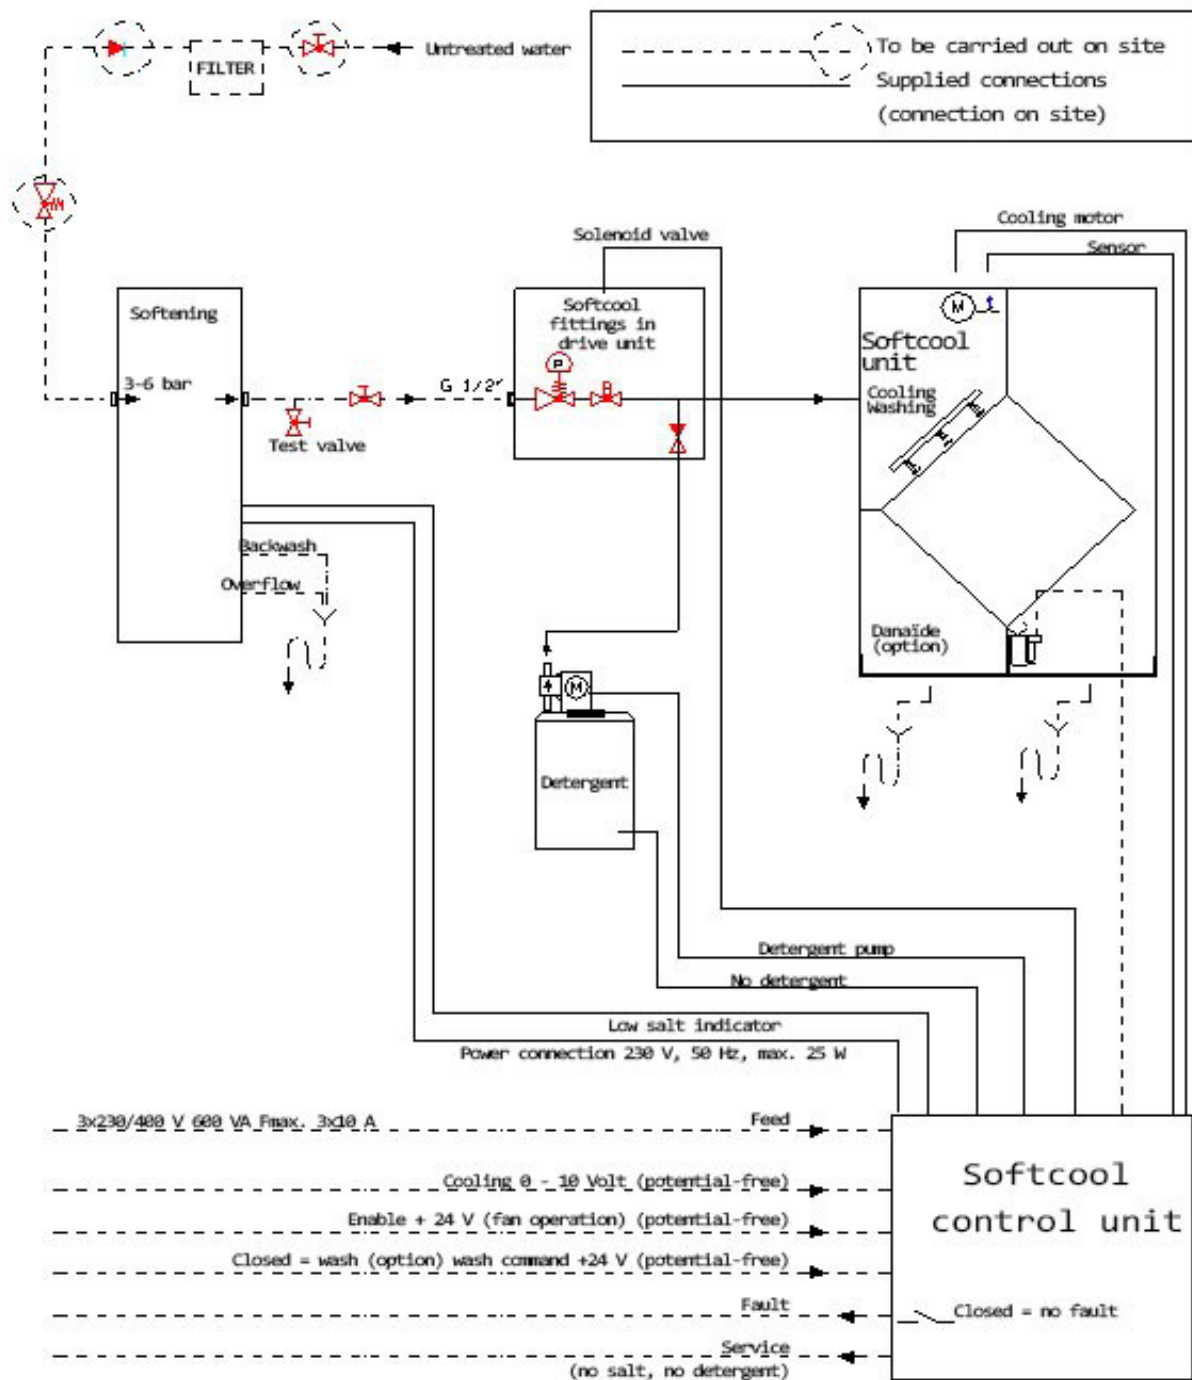 Untreated water
FILTER
To be carried out on site
Supplied connections
(connection on site)
Cooling motor
Sensor
Solenoid valve
Softening
3-6 bar
Test valve
G 1/2"
Softcool
fittings in
drive unit
P
M
t
Softcool
unit
Cooling
Washing
Backwash
Overflow
Danaïde
(option)
M
Detergent
Detergent pump
No detergent
Low salt indicator
Power connection 230 V, 50 Hz, max. 25 W
3x230/400 V 600 VA Fmax. 3x10 A
Feed
Cooling 0 - 10 Volt (potential-free)
Enable + 24 V (fan operation) (potential-free)
Closed = wash (option) wash command +24 V (potential-free)
Fault
Service
(no salt, no detergent)
Softcool
control unit
Closed = no fault